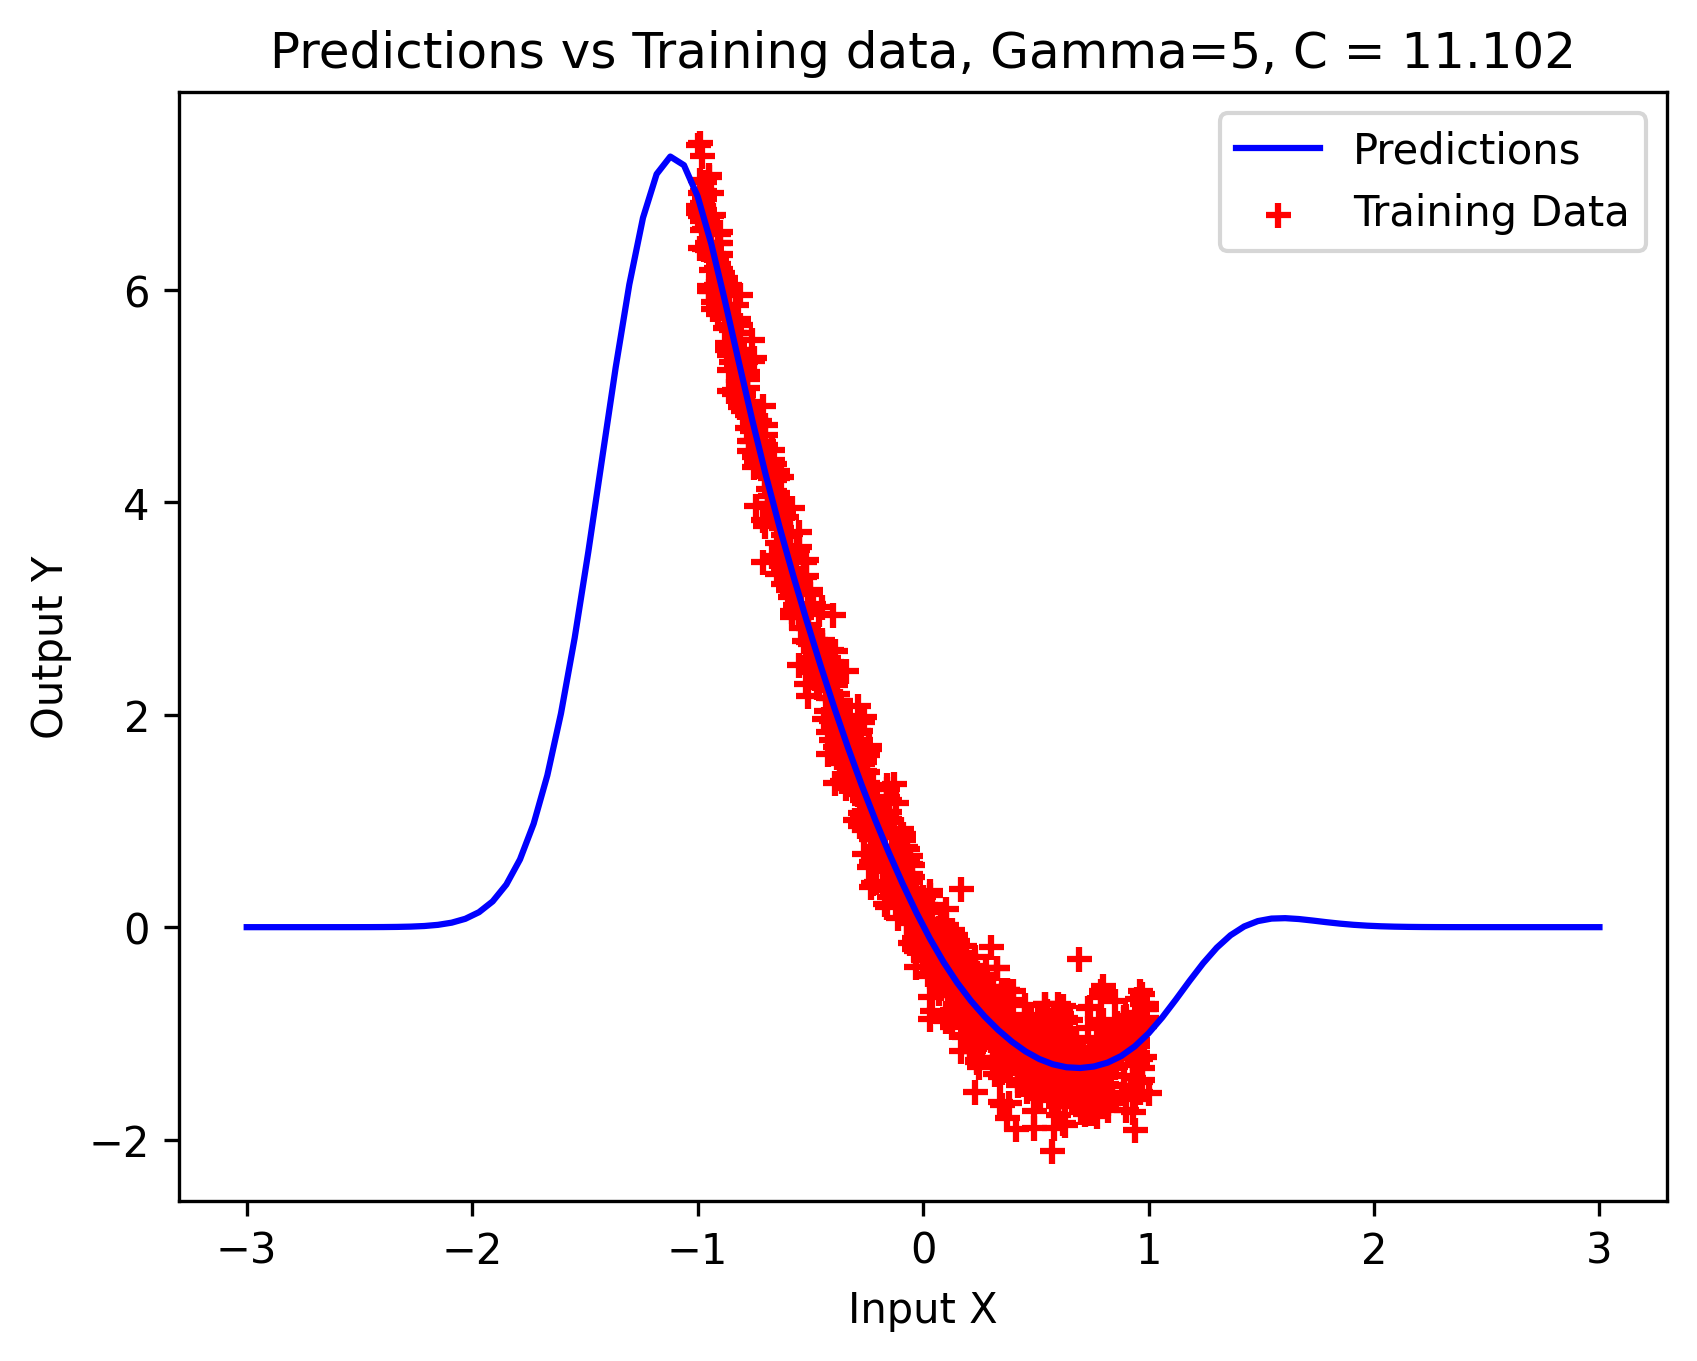 Predictions vs Training data, Gamma=5, C = 11.102
Predictions
Training Data
Output Y
6
4
2
0
−2
−3
−2
−1
0
1
2
3
Input X